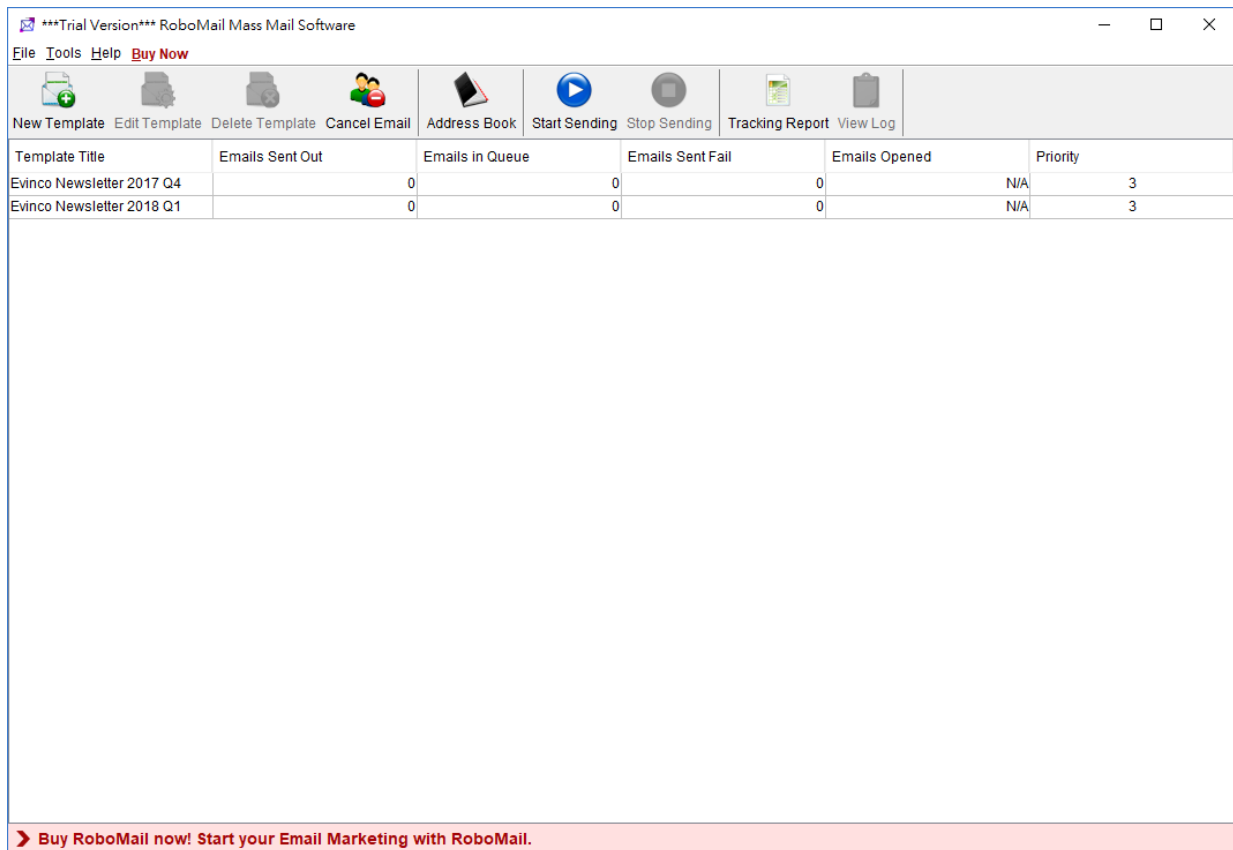 ***Trial Version*** RoboMail Mass Mail Software
File Tools Help Buy Now
New Template Edit Template Delete Template Cancel Email Address Book Start Sending Stop Sending Tracking Report View Log
Template Title Emails Sent Out Emails in Queue Emails Sent Fail Emails Opened Priority
Evinco Newsletter 2017 Q4 0 0 0 N/A 3
Evinco Newsletter 2018 Q1 0 0 0 N/A 3
Buy RoboMail now! Start your Email Marketing with RoboMail.